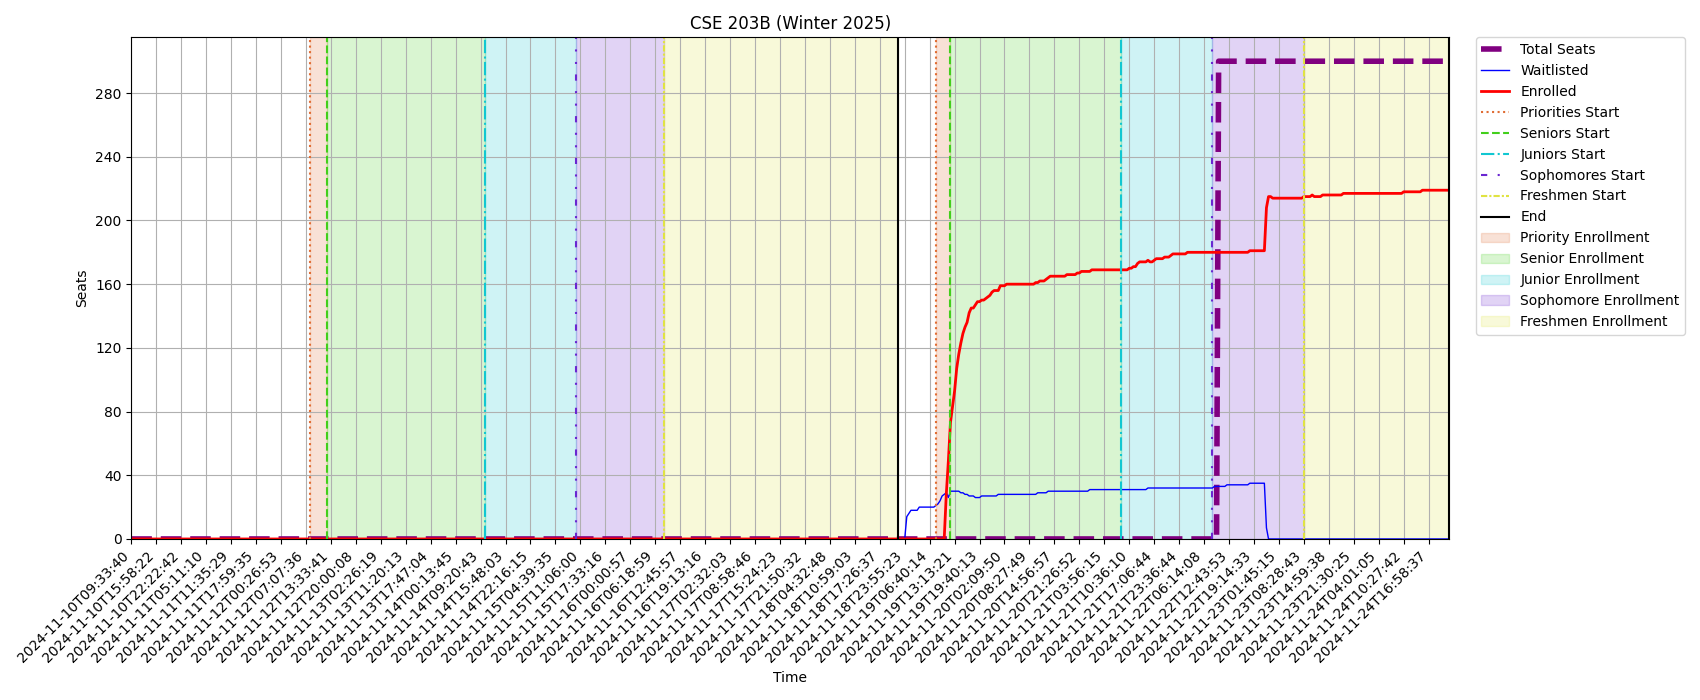 CSE 203B (Winter 2025)
Seats
280
240
200
160
120
80
40
0
Total Seats
Waitlisted
Enrolled
Priorities Start
Seniors Start
Juniors Start
Sophomores Start
Freshmen Start
End
Priority Enrollment
Senior Enrollment
Junior Enrollment
Sophomore Enrollment
Freshmen Enrollment
2024-11-10T09:33:40
2024-11-10T15:58:22
2024-11-10T22:22:42
2024-11-11T05:11:10
2024-11-11T11:35:29
2024-11-11T17:59:35
2024-11-12T00:26:53
2024-11-12T07:07:36
2024-11-12T13:33:41
2024-11-12T20:00:08
2024-11-13T02:26:19
2024-11-13T11:20:13
2024-11-13T17:47:04
2024-11-14T00:13:45
2024-11-14T09:20:43
2024-11-14T15:48:03
2024-11-14T22:16:15
2024-11-15T04:39:35
2024-11-15T11:06:00
2024-11-15T17:33:16
2024-11-16T00:00:57
2024-11-16T06:18:59
2024-11-16T12:45:57
2024-11-16T19:13:16
2024-11-17T02:32:03
2024-11-17T08:58:46
2024-11-17T15:24:23
2024-11-17T21:50:32
2024-11-18T04:32:48
2024-11-18T10:59:03
2024-11-18T17:26:37
2024-11-18T23:55:23
2024-11-19T06:40:14
2024-11-19T13:13:21
2024-11-19T19:40:13
2024-11-20T02:09:50
2024-11-20T08:27:49
2024-11-20T14:56:57
2024-11-20T21:26:52
2024-11-21T03:56:15
2024-11-21T10:36:10
2024-11-21T17:06:44
2024-11-21T23:36:44
2024-11-22T06:14:08
2024-11-22T12:43:53
2024-11-22T19:14:33
2024-11-23T01:45:15
2024-11-23T08:28:43
2024-11-23T14:59:38
2024-11-23T21:30:25
2024-11-24T04:01:05
2024-11-24T10:27:42
2024-11-24T16:58:37
Time